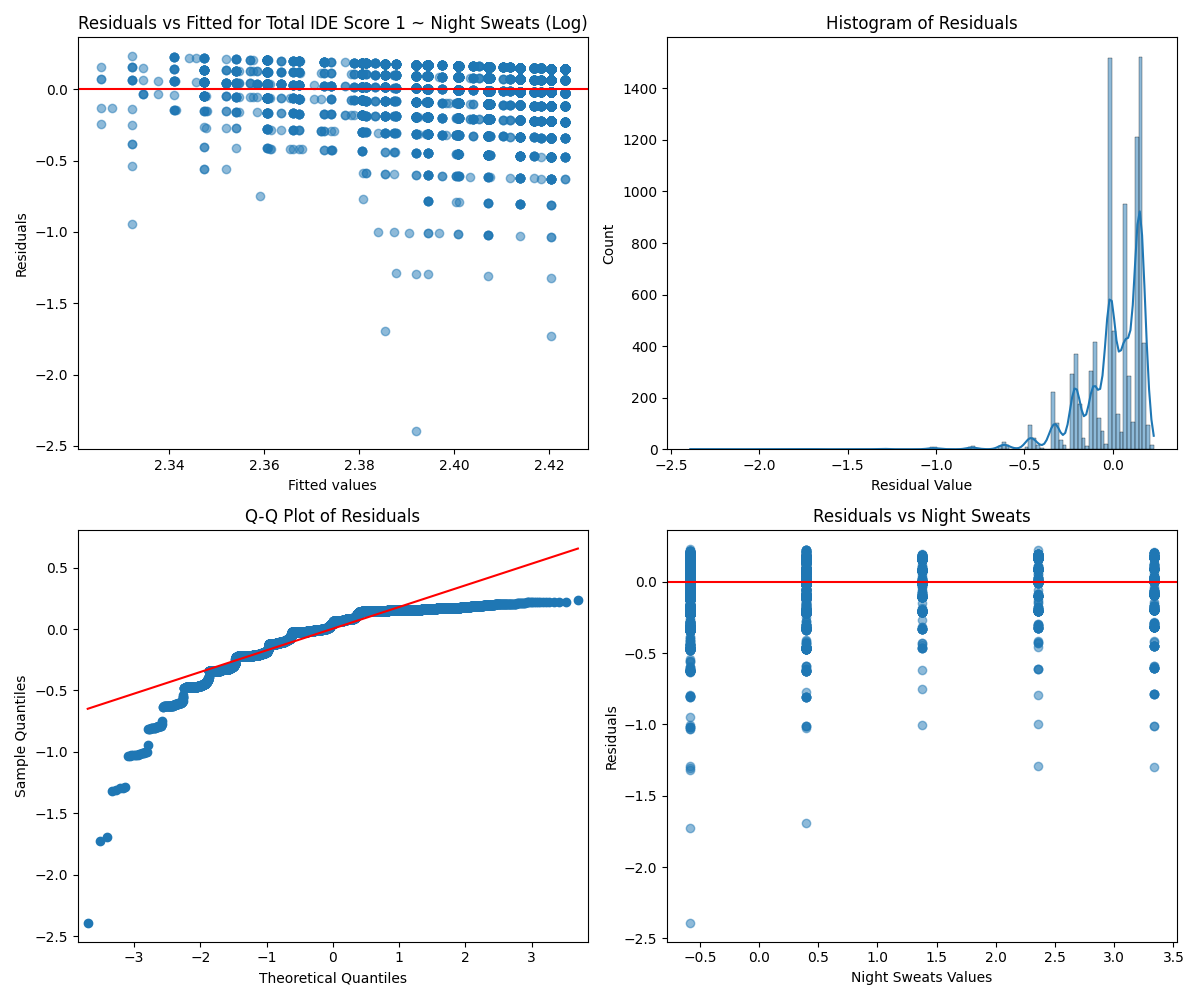 Residuals vs Fitted for Total IDE Score 1 ~ Night Sweats (Log)
0.0
−0.5
−1.0
−1.5
−2.0
−2.5
Residuals
2.34 2.36 2.38 2.40 2.42
Fitted values
Histogram of Residuals
1400
1200
1000
800
600
400
200
0
Count
−2.5 −2.0 −1.5 −1.0 −0.5 0.0
Residual Value
Q-Q Plot of Residuals
0.5
0.0
−0.5
−1.0
−1.5
−2.0
−2.5
Sample Quantiles
−3 −2 −1 0 1 2 3
Theoretical Quantiles
Residuals vs Night Sweats
0.0
−0.5
−1.0
−1.5
−2.0
−2.5
Residuals
−0.5 0.0 0.5 1.0 1.5 2.0 2.5 3.0 3.5
Night Sweats Values